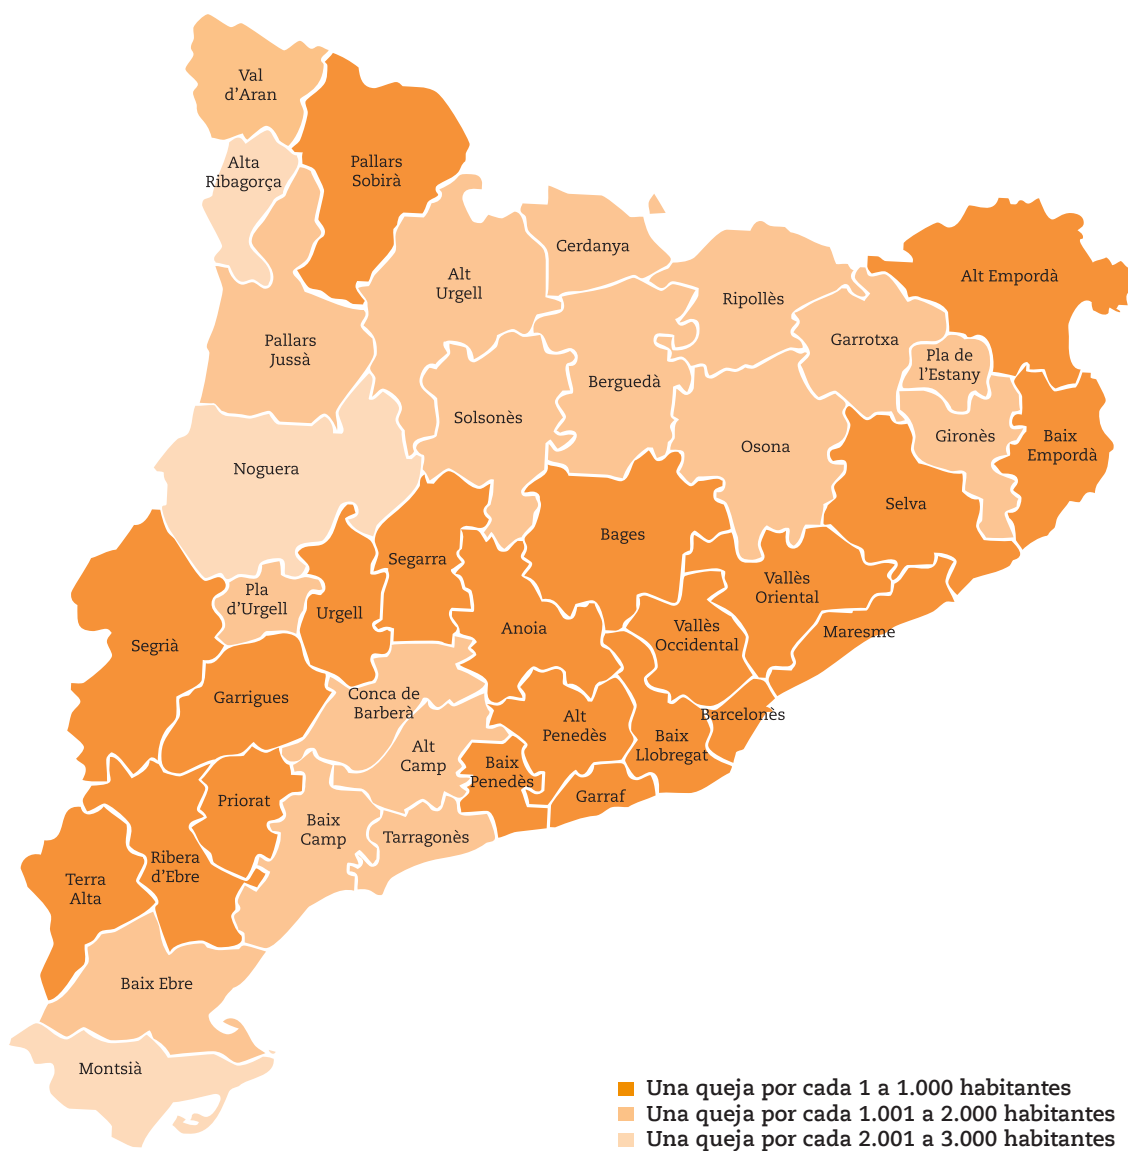 Val
d'Aran
Alta
Ribagorça
Pallars
Sobirà
Cerdanya
Alt
Urgell
Ripollès
Alt Empordà
Pallars
Jussà
Garrotxa
Pla de
l'Estany
Berguedà
Solsonès
Osona
Gironès
Baix
Empordà
Noguera
Selva
Bages
Segarra
Vallès
Oriental
Pla
d'Urgell
Urgell
Anoia
Vallès
Occidental
Maresme
Segrià
Garrigues
Conca de
Barberà
Alt
Penedès
Barcelonès
Baix
Llobregat
Alt
Camp
Baix
Penedès
Garraf
Priorat
Baix
Camp
Tarragonès
Ribera
d'Ebre
Terra
Alta
Baix Ebre
Montsià
Una queja por cada 1 a 1.000 habitantes
Una queja por cada 1.001 a 2.000 habitantes
Una queja por cada 2.001 a 3.000 habitantes